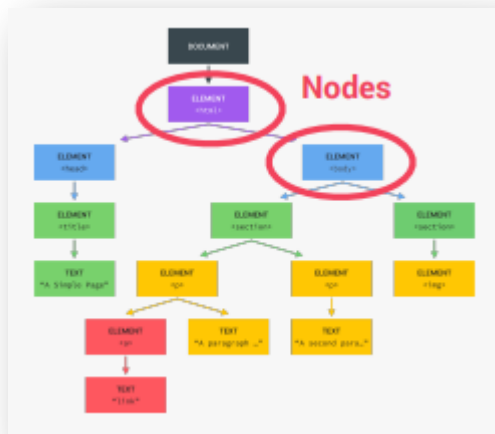 DOCUMENT
Nodes
ELEMENT
<html>
ELEMENT
<head>
ELEMENT
<body>
ELEMENT
<title>
ELEMENT
<section>
ELEMENT
<section>
TEXT
"A Simple Page"
ELEMENT
<p>
ELEMENT
<p>
ELEMENT
<img>
ELEMENT
<a>
TEXT
"A paragraph …"
TEXT
"A second para…"
TEXT
"link"